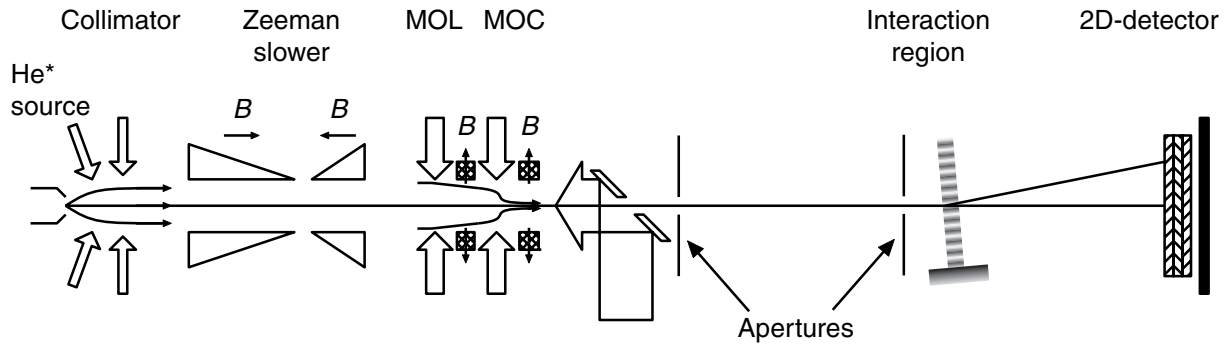 Collimator
Zeeman
slower
MOL
MOC
Interaction
region
2D-detector
He*
source
B
B
B
B
Apertures